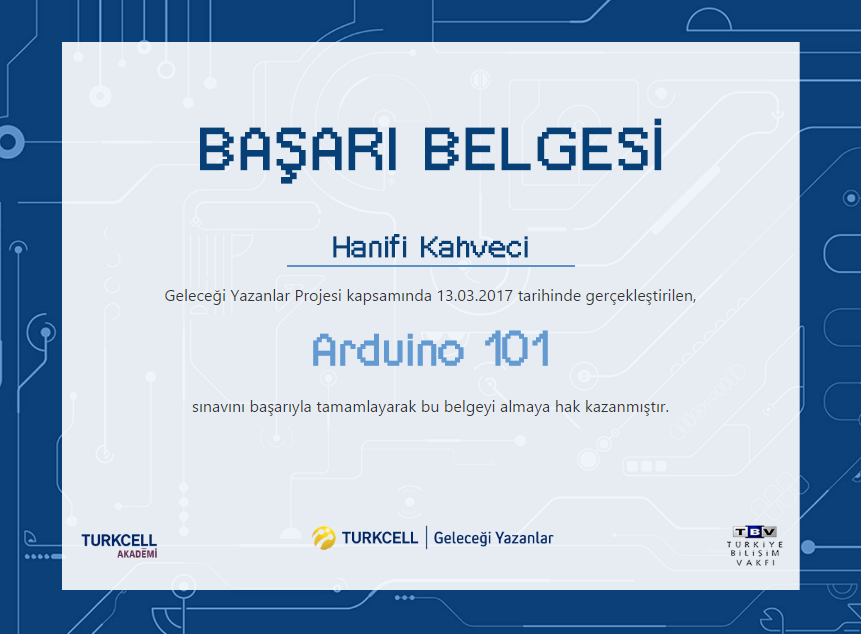 BAŞARI BELGESİ
Hanifi Kahveci
Geleceği Yazanlar Projesi kapsamında 13.03.2017 tarihinde gerçekleştirilen,
Arduino 101
sınavını başarıyla tamamlayarak bu belgeyi almaya hak kazanmıştır.
TURKCELL
AKADEMİ
TURKCELL | Geleceği Yazanlar
TBV
TÜRKİYE
BİLİŞİM
VAKFI